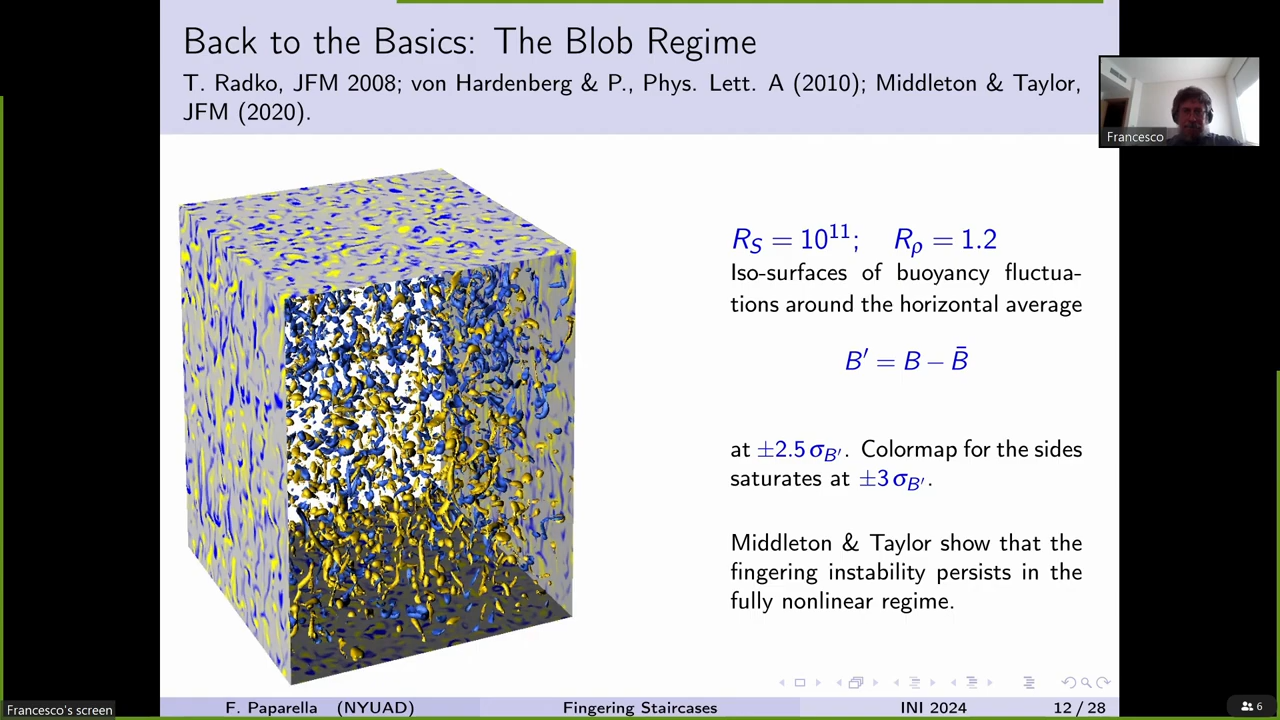 Back to the Basics: The Blob Regime
T. Radko, JFM 2008; von Hardenberg & P., Phys. Lett. A (2010); Middleton & Taylor,
JFM (2020).
Francesco
R_S = 10^11; R_ρ = 1.2
Iso-surfaces of buoyancy fluctua-
tions around the horizontal average
B′ = B − B̄
at ±2.5 σ_B′. Colormap for the sides
saturates at ±3 σ_B′.
Middleton & Taylor show that the
fingering instability persists in the
fully nonlinear regime.
Francesco's screen
F. Paparella (NYUAD) Fingering Staircases INI 2024 12 / 28
6